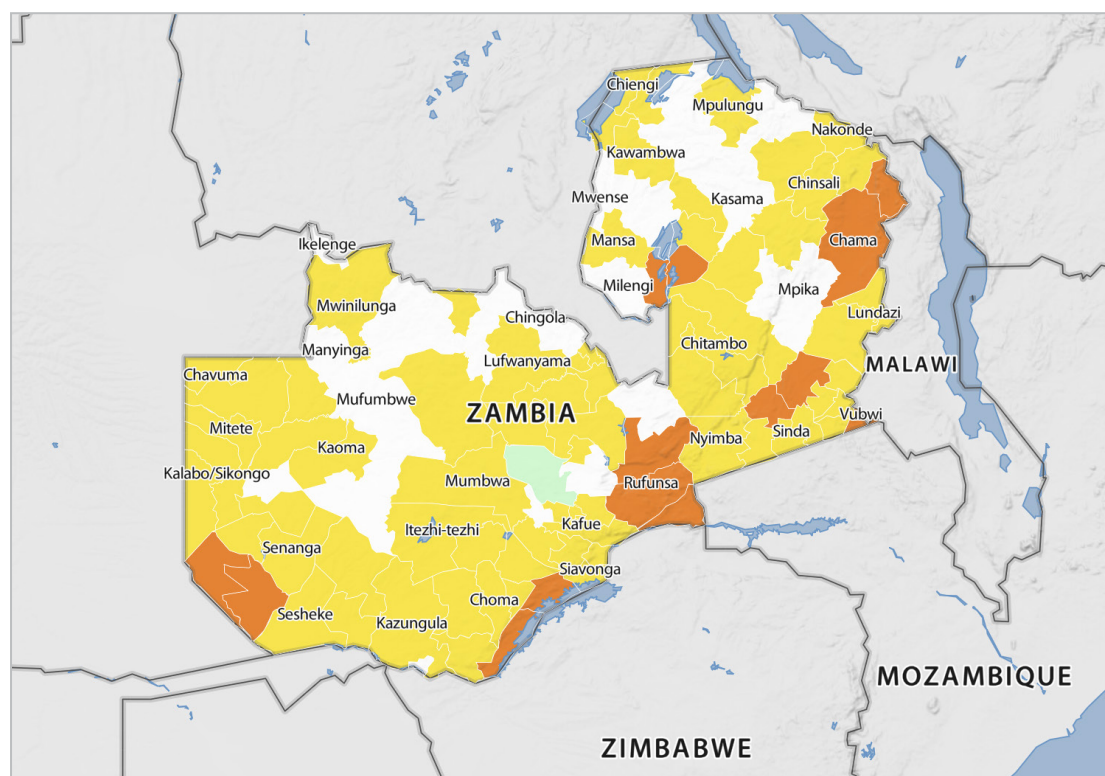 Chiengi
Mpulungu
Nakonde
Kawambwa
Chinsali
Mwense
Kasama
Mansa
Chama
Ikelenge
Milengi
Mpika
Mwinilunga
Lundazi
Chingola
Manyinga
Chitambo
Lufwanyama
MALAWI
Chavuma
Mufumbwe
ZAMBIA
Vubwi
Mitete
Sinda
Nyimba
Kaoma
Kalabo/Sikongo
Mumbwa
Rufunsa
Kafue
Itezhi-tezhi
Senanga
Siavonga
Choma
Sesheke
Kazungula
MOZAMBIQUE
ZIMBABWE